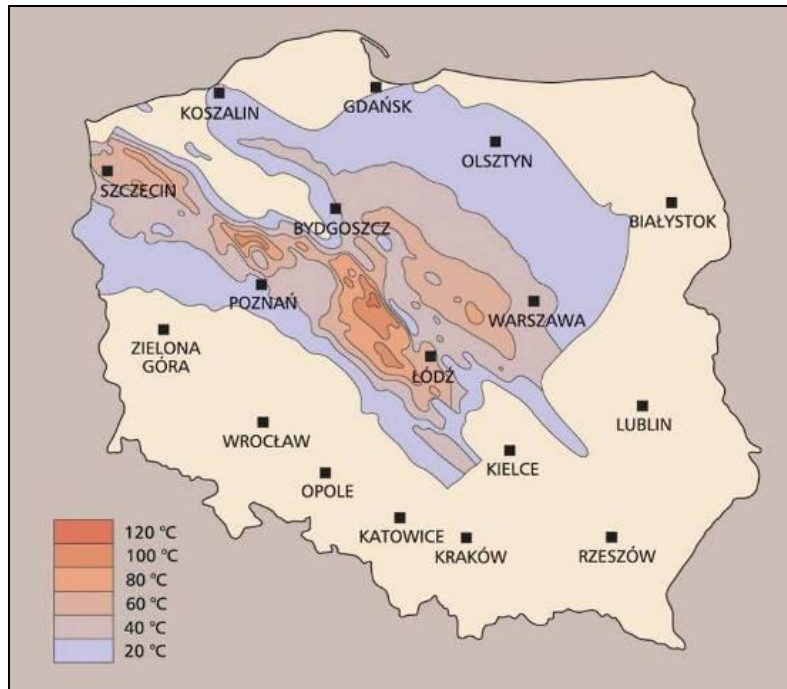 KOSZALIN
GDAŃSK
OLSZTYN
SZCZECIN
BIAŁYSTOK
BYDGOSZCZ
POZNAŃ
WARSZAWA
ZIELONA
GÓRA
ŁÓDŹ
LUBLIN
WROCŁAW
KIELCE
OPOLE
KATOWICE
KRAKÓW
RZESZÓW
120 °C
100 °C
80 °C
60 °C
40 °C
20 °C